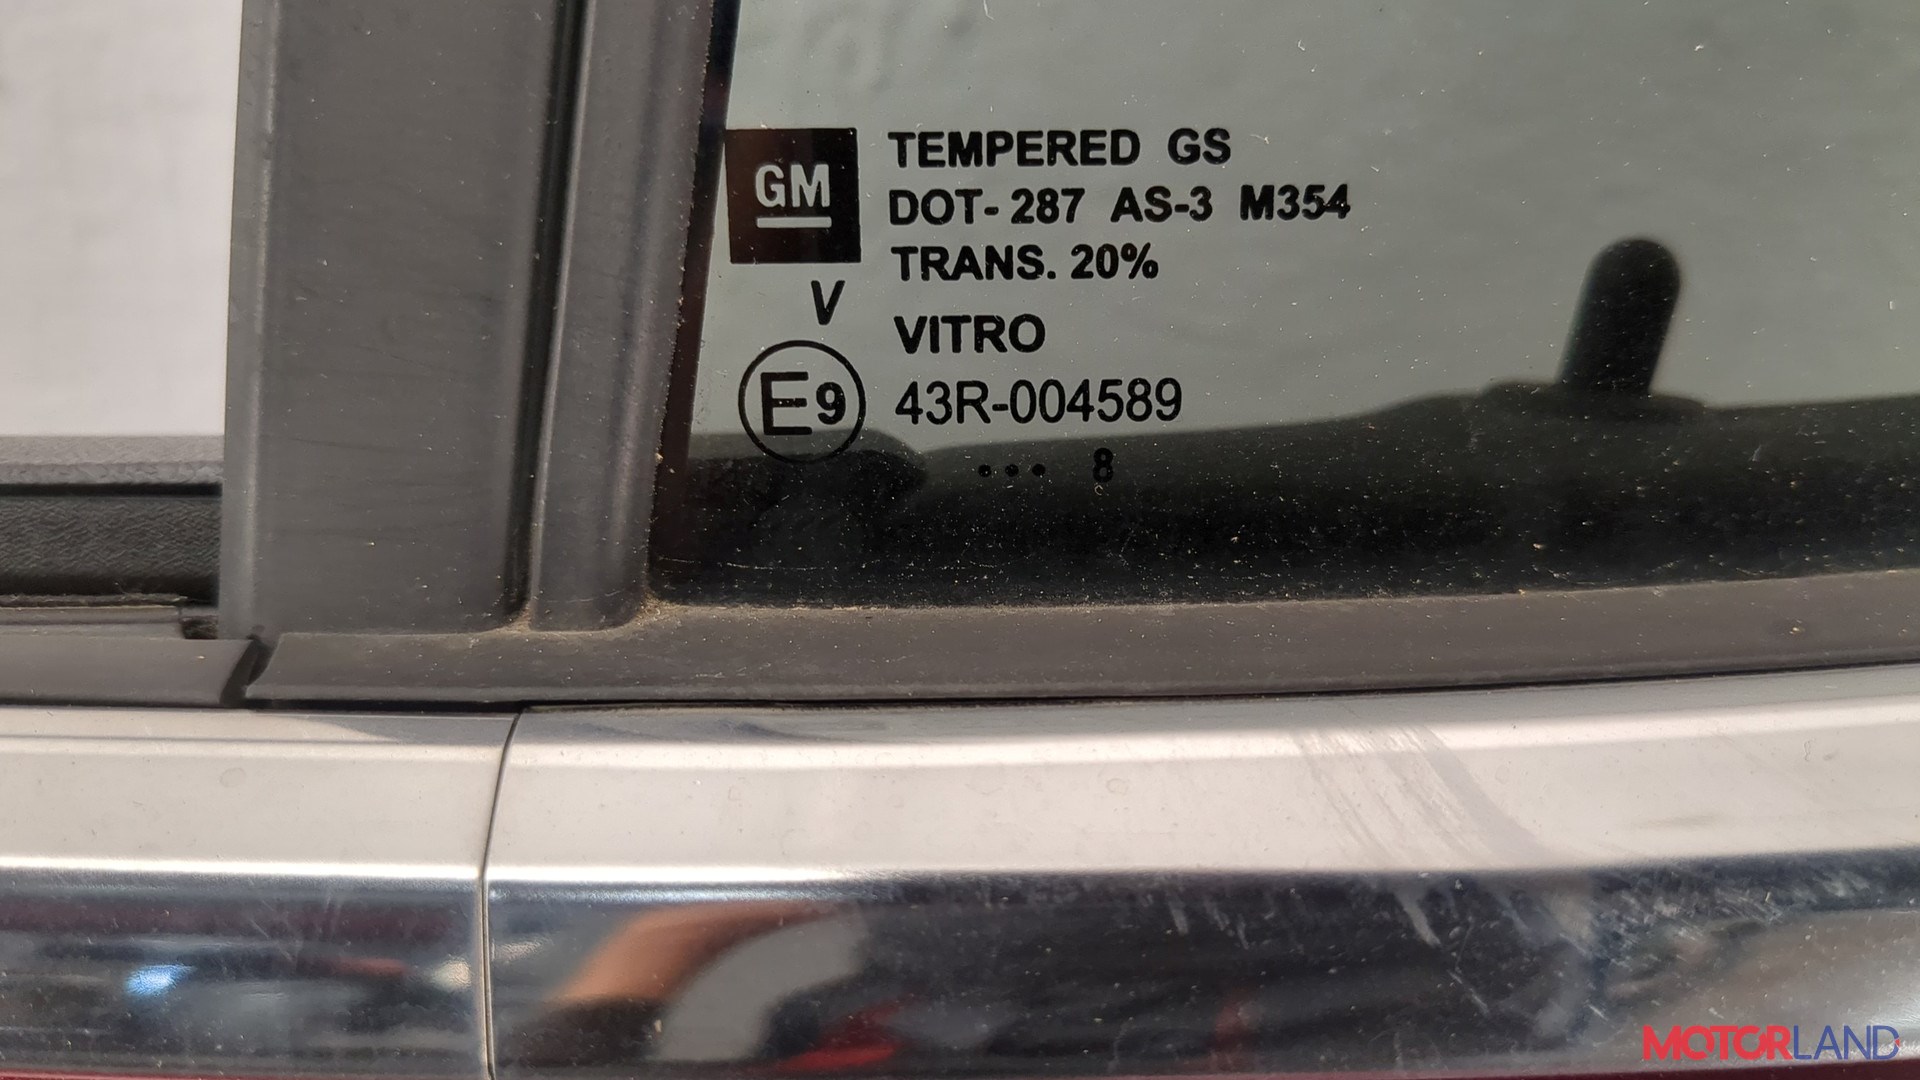 GM
TEMPERED GS
DOT-287 AS-3 M354
TRANS. 20%
V
VITRO
E9 43R-004589
••• 8
MOTORLAND